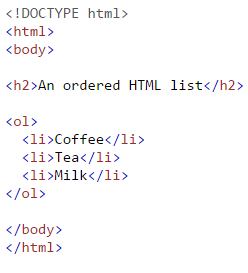 <!DOCTYPE html>
<html>
<body>

<h2>An ordered HTML list</h2>

<ol>
  <li>Coffee</li>
  <li>Tea</li>
  <li>Milk</li>
</ol>

</body>
</html>